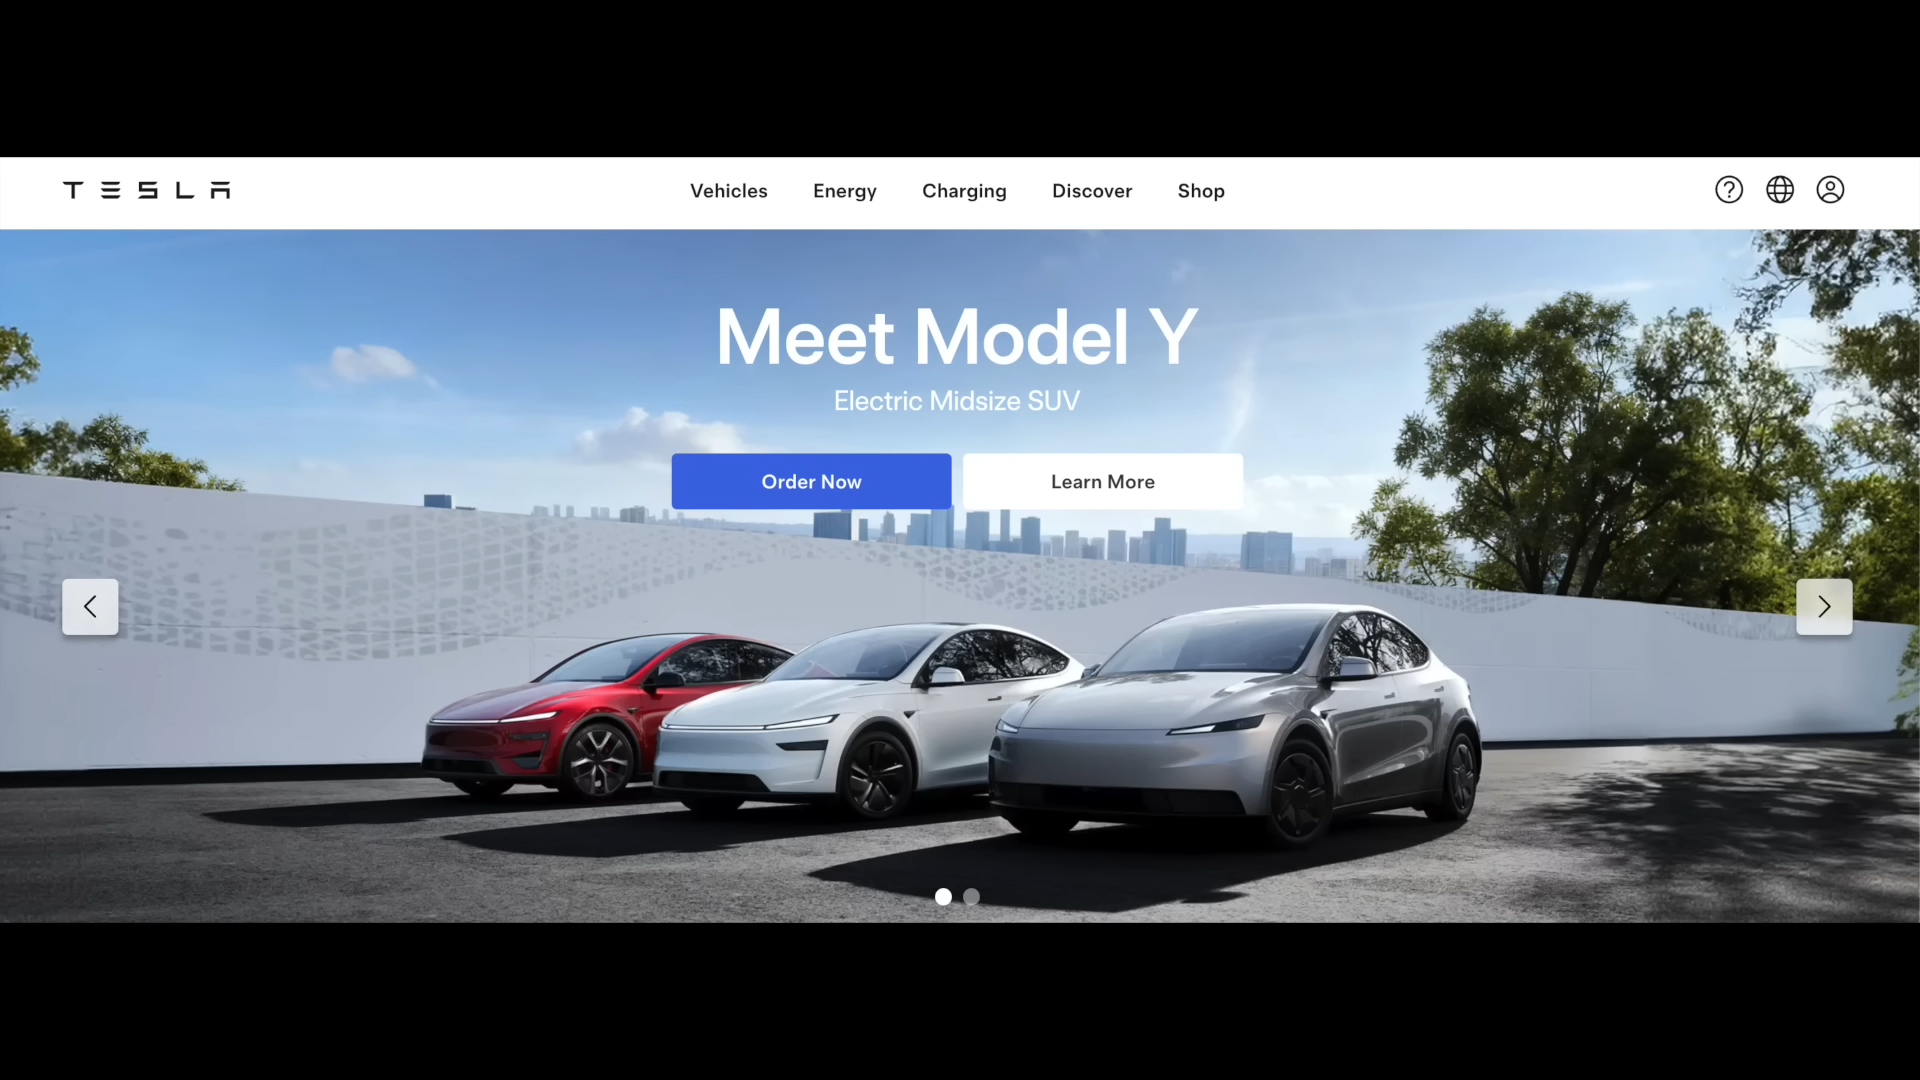 TESLA
Vehicles Energy Charging Discover Shop
Meet Model Y
Electric Midsize SUV
Order Now Learn More